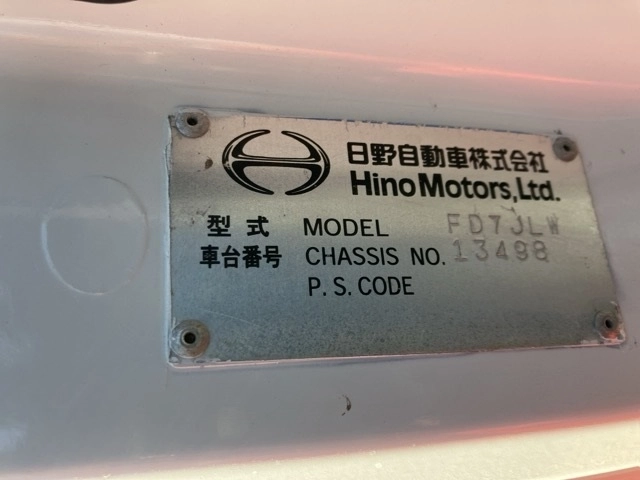 日野自動車株式会社
Hino Motors, Ltd.
型式 MODEL FD7JLW
車台番号 CHASSIS NO. 13498
P.S.CODE